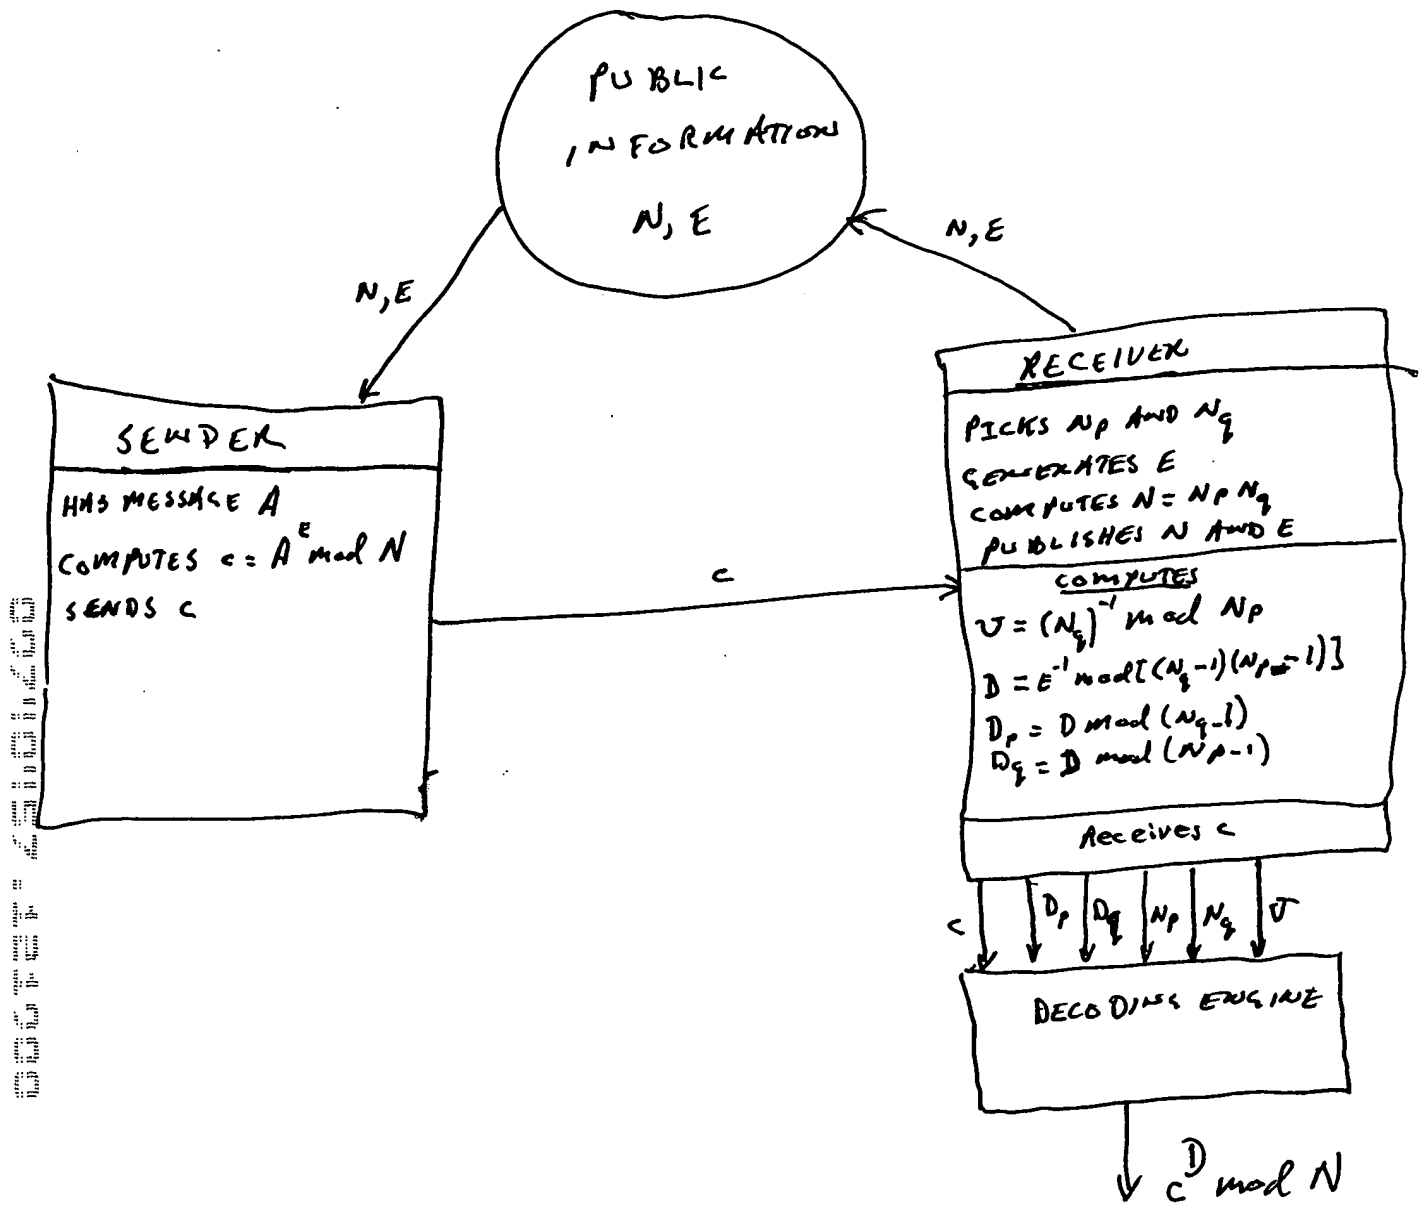 PUBLIC
INFORMATION
N, E
N, E
N, E
SENDER
HAS MESSAGE A
COMPUTES c = A^E mod N
SENDS C
C
RECEIVER
PICKS Np AND Nq
GENERATES E
COMPUTES N = Np Nq
PUBLISHES N AND E
COMPUTES
U = (Nq)^-1 mod Np
D = E^-1 mod [(Nq-1)(Np-1)]
Dp = D mod (Nq-1)
Dq = D mod (Np-1)
Receives c
C
Dp
Dq
Np
Nq
U
DECODING ENGINE
c^D mod N